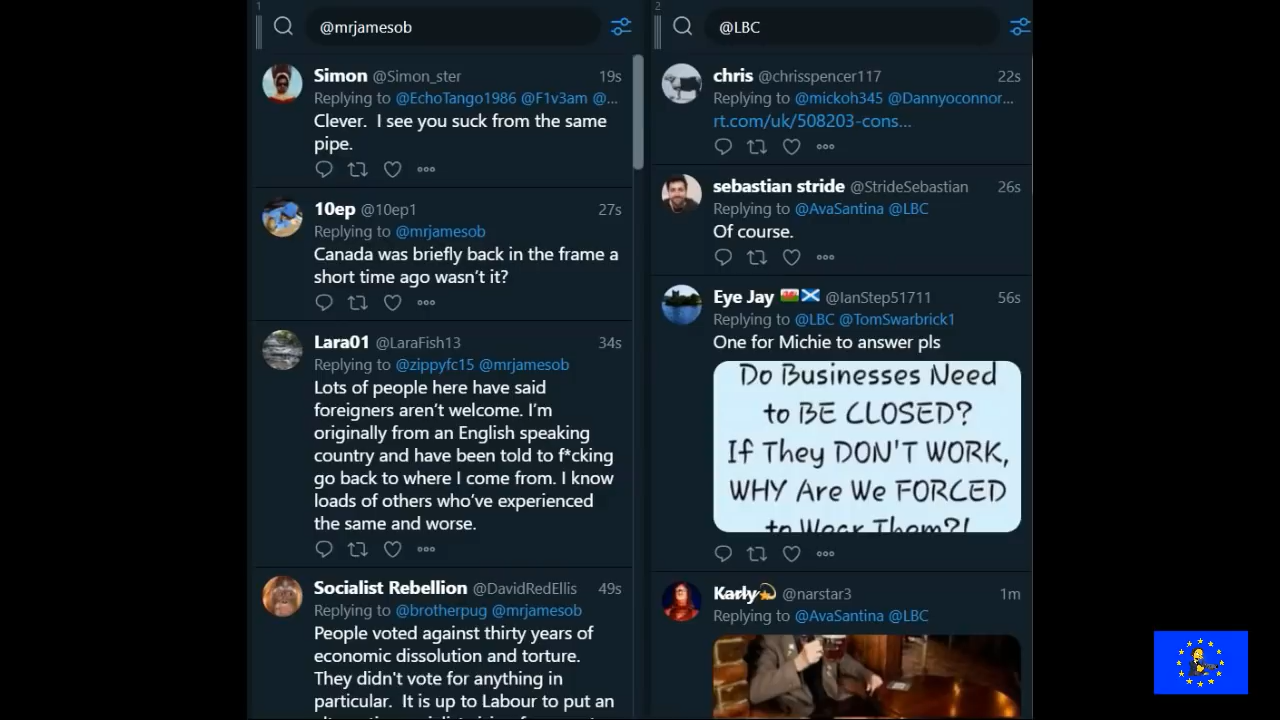 1
@mrjamesob
Simon @Simon_ster 19s
Replying to @EchoTango1986 @F1v3am @...
Clever. I see you suck from the same
pipe.
10ep @10ep1 27s
Replying to @mrjamesob
Canada was briefly back in the frame a
short time ago wasn't it?
Lara01 @LaraFish13 34s
Replying to @zippyfc15 @mrjamesob
Lots of people here have said
foreigners aren't welcome. I'm
originally from an English speaking
country and have been told to f*cking
go back to where I come from. I know
loads of others who've experienced
the same and worse.
Socialist Rebellion @DavidRedEllis 49s
Replying to @brotherpug @mrjamesob
People voted against thirty years of
economic dissolution and torture.
They didn't vote for anything in
particular. It is up to Labour to put an
2
@LBC
chris @chrisspencer117 22s
Replying to @mickoh345 @Dannyoconnor...
rt.com/uk/508203-cons...
sebastian stride @StrideSebastian 26s
Replying to @AvaSantina @LBC
Of course.
Eye Jay @IanStep51711 56s
Replying to @LBC @TomSwarbrick1
One for Michie to answer pls
Do Businesses Need
to BE CLOSED?
If They DON'T WORK,
WHY Are We FORCED
to Wear Them?!
Karly @narstar3 1m
Replying to @AvaSantina @LBC